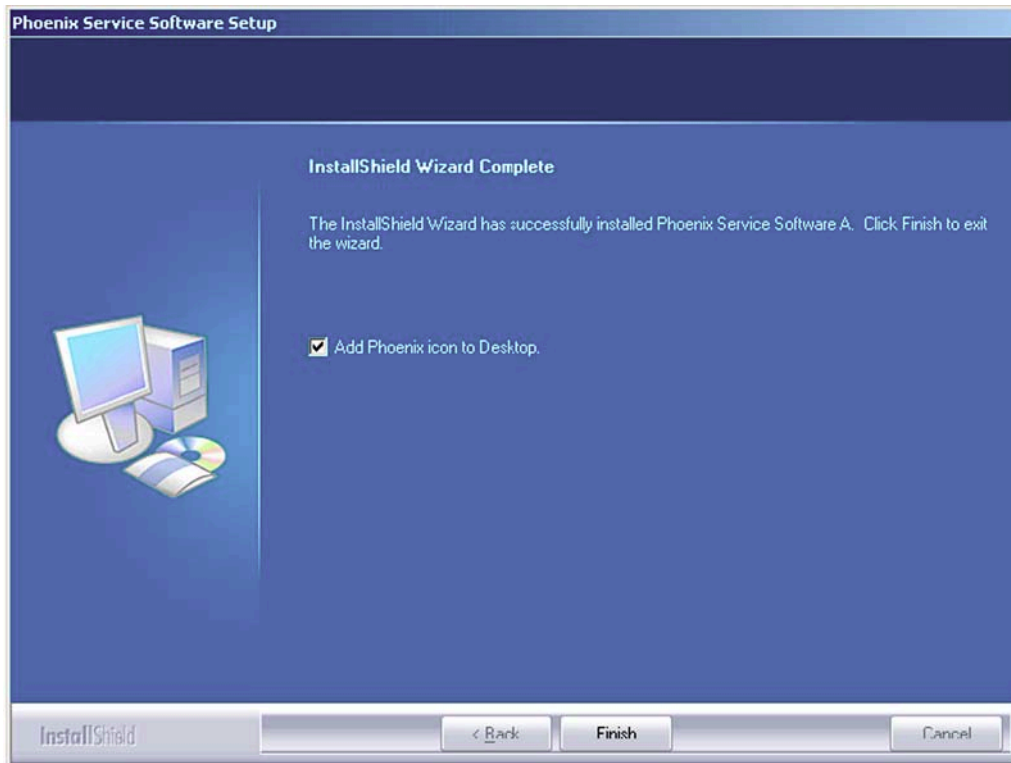 Phoenix Service Software Setup
InstallShield Wizard Complete
The InstallShield Wizard has successfully installed Phoenix Service Software A. Click Finish to exit
the wizard.
Add Phoenix icon to Desktop.
InstallShield
< Back
Finish
Cancel